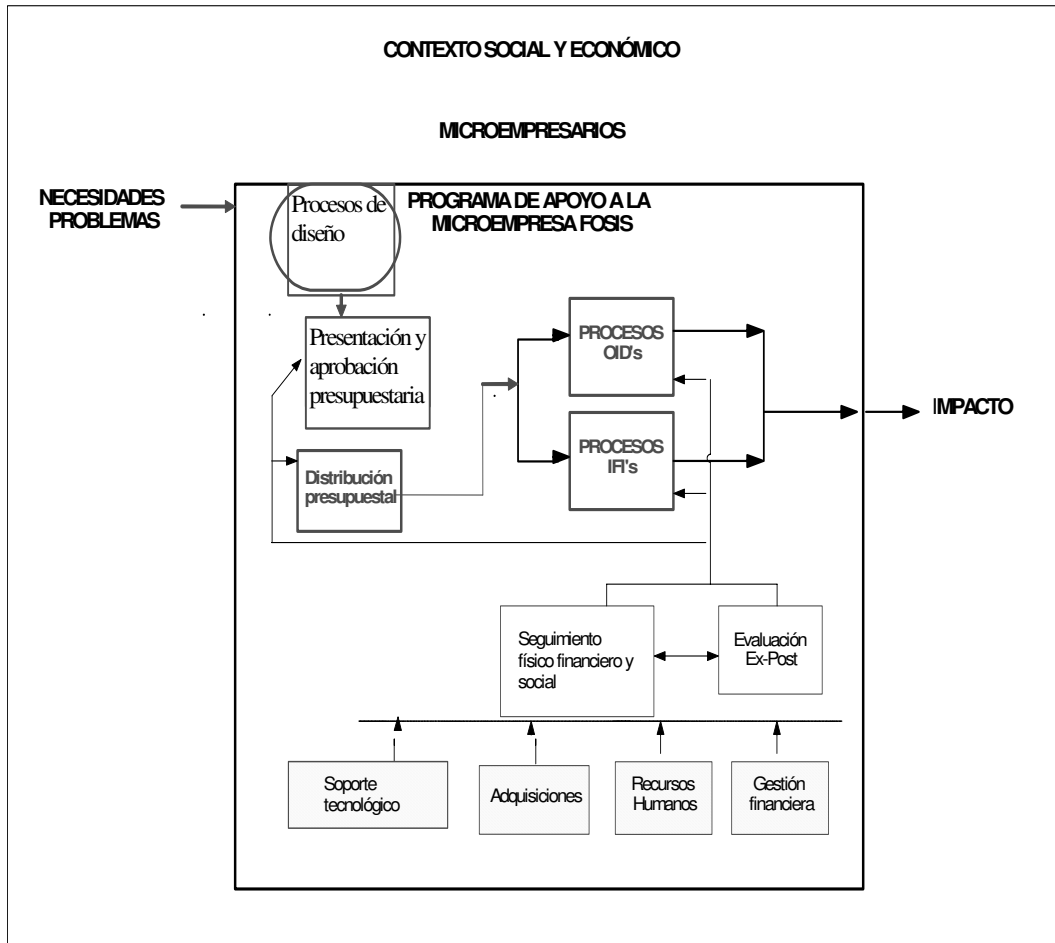 CONTEXTO SOCIAL Y ECONÓMICO
MICROEMPRESARIOS
NECESIDADES
PROBLEMAS
PROGRAMA DE APOYO A LA
MICROEMPRESA FOSIS
Procesos de
diseño
Presentación y
aprobación
presupuestaria
Distribución
presupuestal
PROCESOS
OID's
PROCESOS
IFI's
IMPACTO
Seguimiento
físico financiero y
social
Evaluación
Ex-Post
Soporte
tecnológico
Adquisiciones
Recursos
Humanos
Gestión
financiera